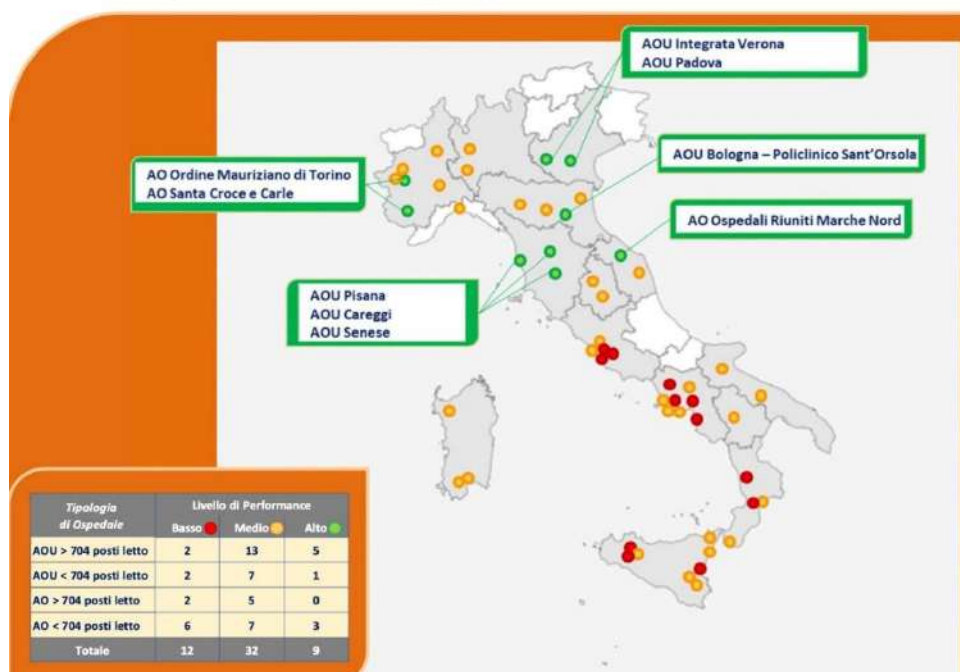 AOU Integrata Verona
AOU Padova
AOU Bologna – Policlinico Sant'Orsola
AO Ordine Mauriziano di Torino
AO Santa Croce e Carle
AO Ospedali Riuniti Marche Nord
AOU Pisana
AOU Careggi
AOU Senese
Tipologia di Ospedale Livello di Performance
Basso Medio Alto
AOU > 704 posti letto 2 13 5
AOU < 704 posti letto 2 7 1
AO > 704 posti letto 2 5 0
AO < 704 posti letto 6 7 3
Totale 12 32 9